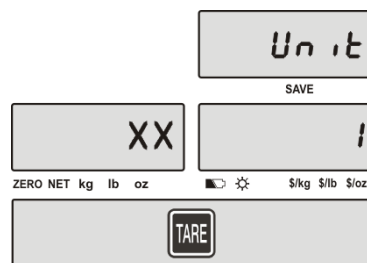 Unit
SAVE
XX 1
ZERO NET kg lb oz $/kg $/lb $/oz
TARE